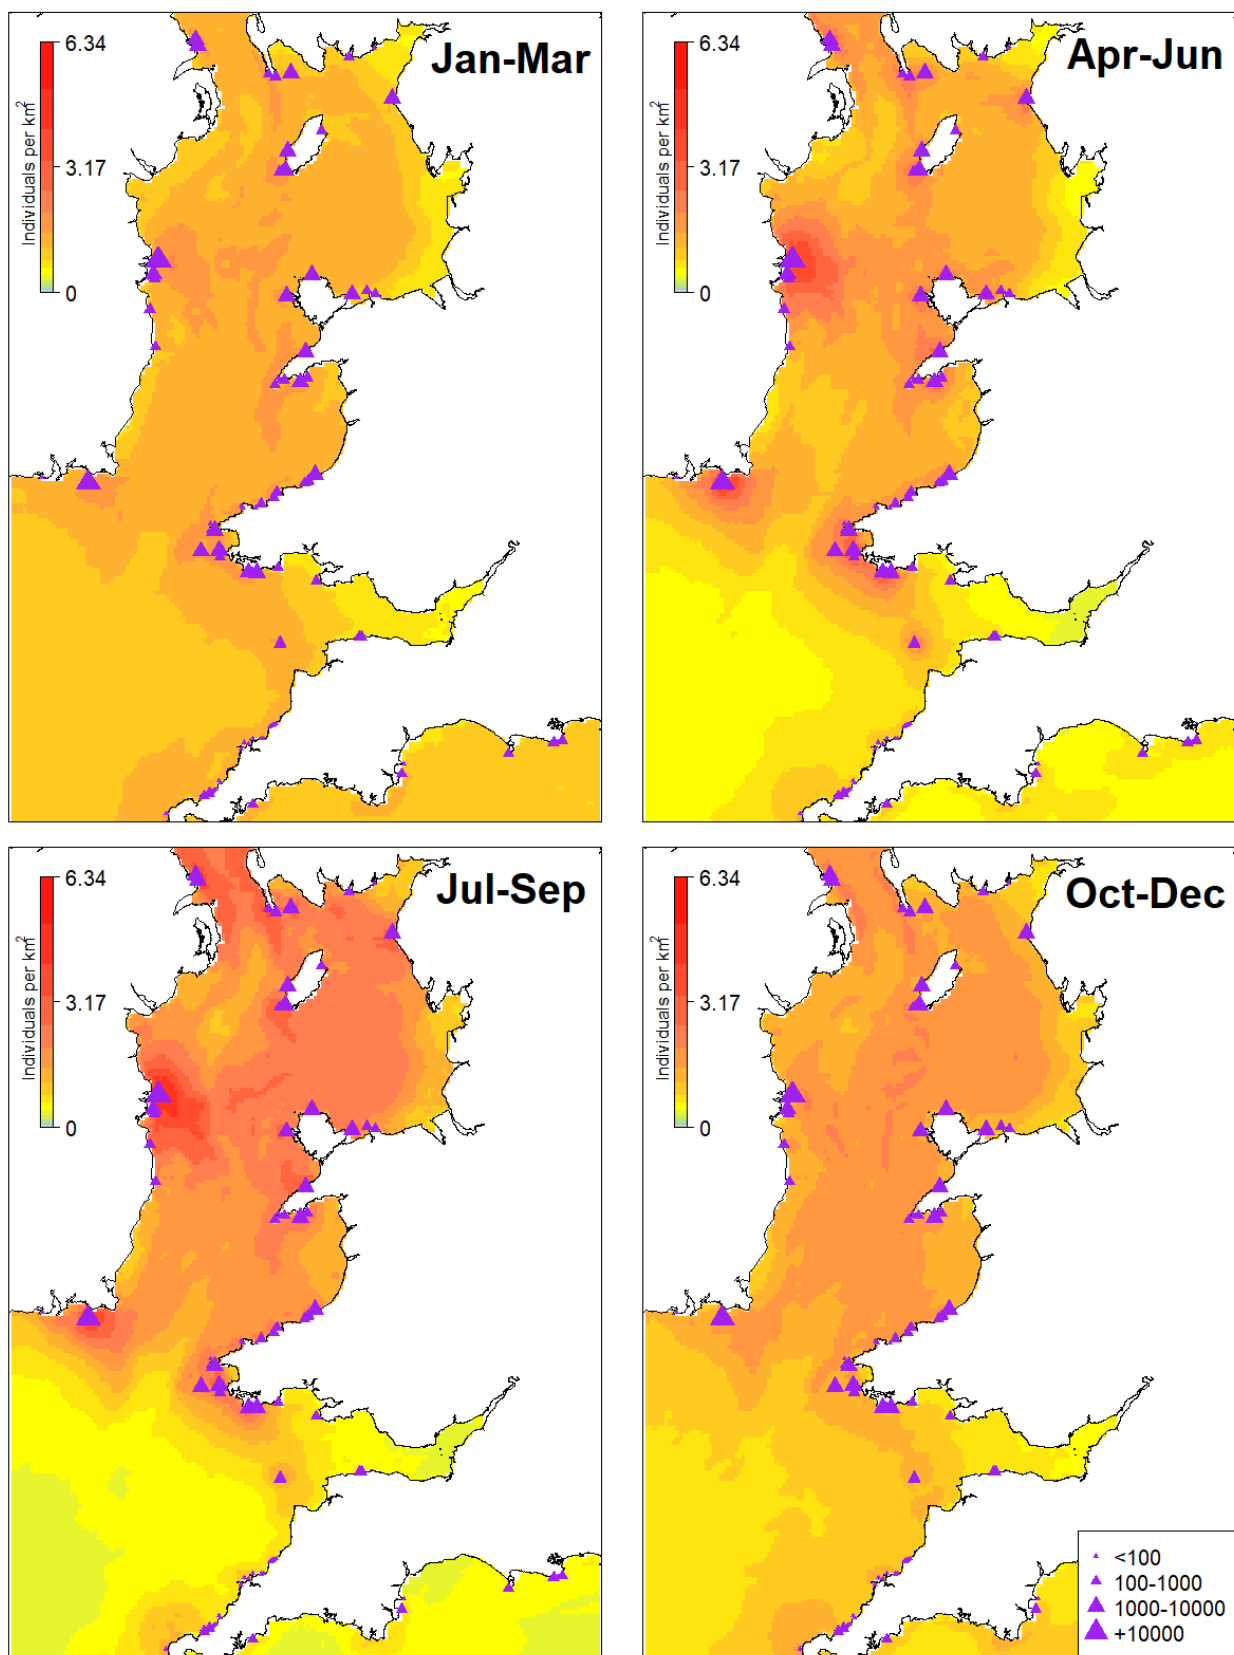 Jan-Mar
6.34
3.17
0
Individuals per km²
Apr-Jun
6.34
3.17
0
Individuals per km²
Jul-Sep
6.34
3.17
0
Individuals per km²
Oct-Dec
6.34
3.17
0
Individuals per km²
<100
100-1000
1000-10000
+10000